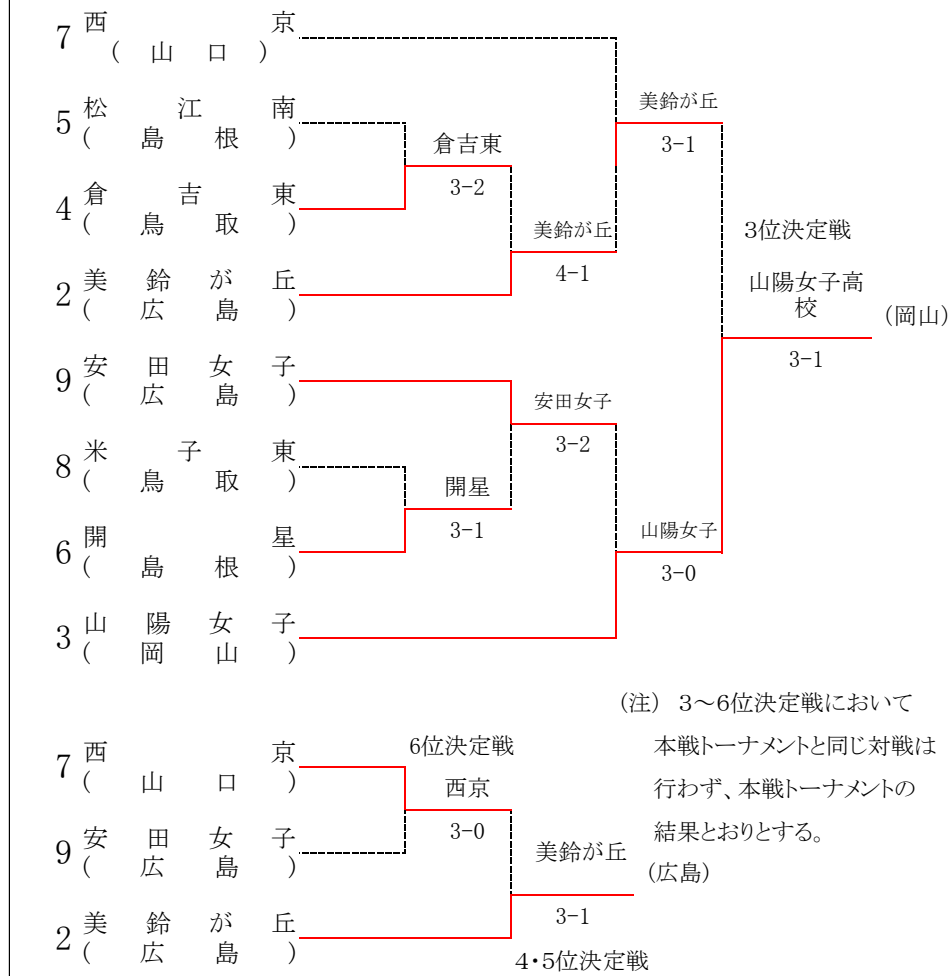 7 西京
(山口)
美鈴が丘
3-1
5 松江南
(島根)
倉吉東
3-2
4 倉吉東
(鳥取)
美鈴が丘
4-1
3位決定戦
2 美鈴が丘
(広島)
山陽女子高
校
(岡山)
3-1
9 安田女子
(広島)
安田女子
3-2
8 米子東
(鳥取)
開星
3-1
6 開星
(島根)
山陽女子
3-0
3 山陽女子
(岡山)
(注) 3～6位決定戦において
本戦トーナメントと同じ対戦は
行わず、本戦トーナメントの
結果とおりとする。
6位決定戦
7 西京
(山口)
西京
3-0
9 安田女子
(広島)
美鈴が丘
(広島)
3-1
2 美鈴が丘
(広島)
4・5位決定戦